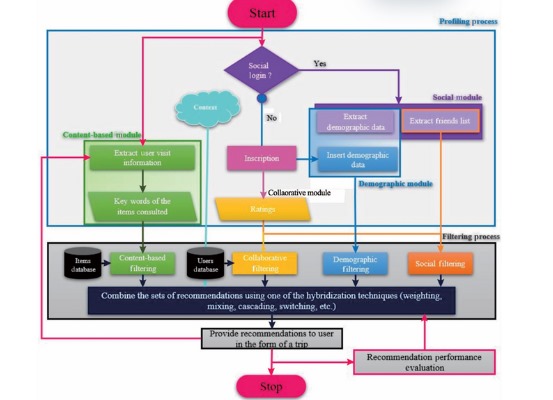 Start
Profiling process
Social
login ?
Yes
Context
No
Social module
Extract
demographic data
Extract friends list
Content-based module
Extract user visit
information
Inscription
Insert demographic
data
Demographic module
Collaorative module
Key words of the
items consulted
Ratings
Filtering process
Items
database
Content-based
filtering
Users
database
Collaborative
filtering
Demographic
filtering
Social filtering
Combine the sets of recommendations using one of the hybridization techniques (weighting,
mixing, cascading, switching, etc.)
Provide recommendations to user
in the form of a trip
Recommendation performance
evaluation
Stop